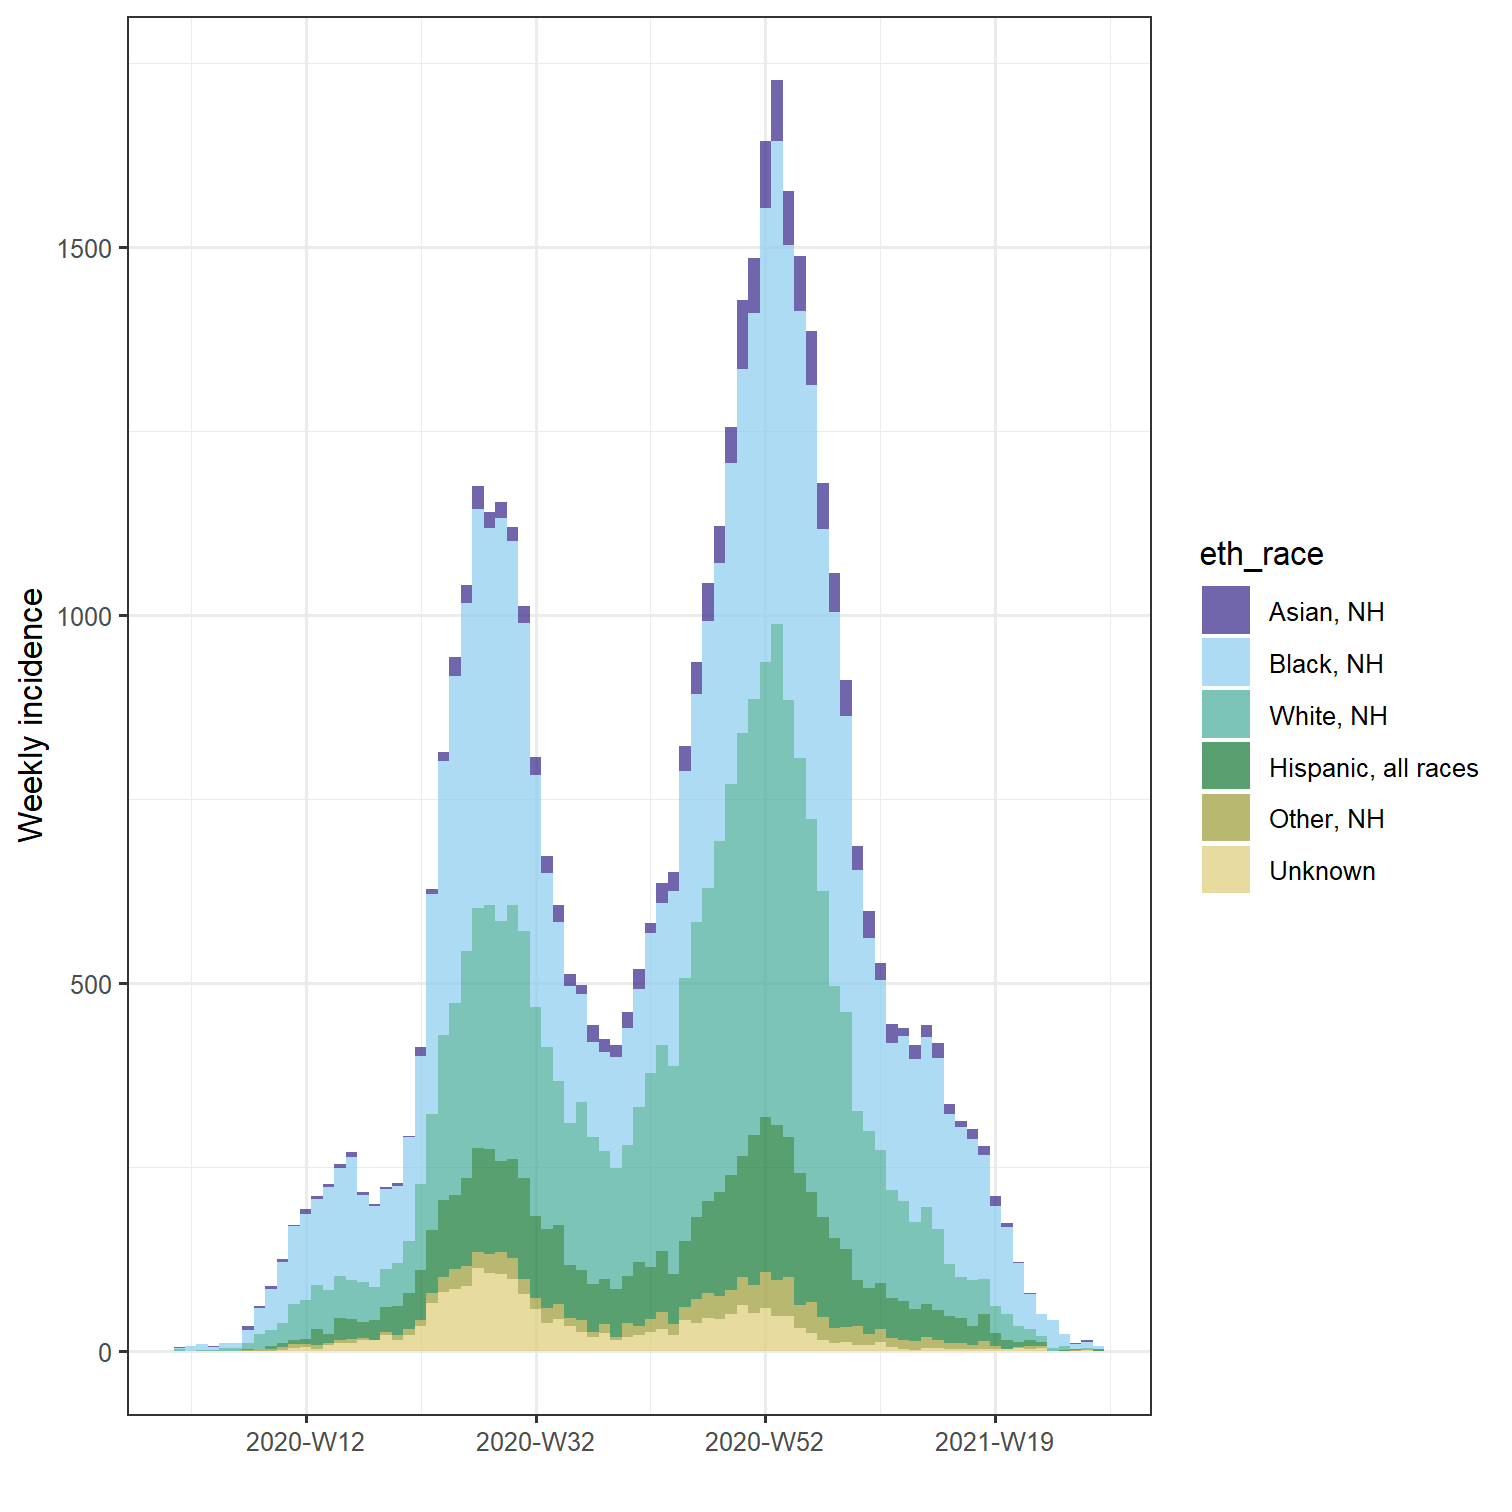 Weekly incidence
1500
1000
500
0
2020-W12
2020-W32
2020-W52
2021-W19
eth_race
Asian, NH
Black, NH
White, NH
Hispanic, all races
Other, NH
Unknown